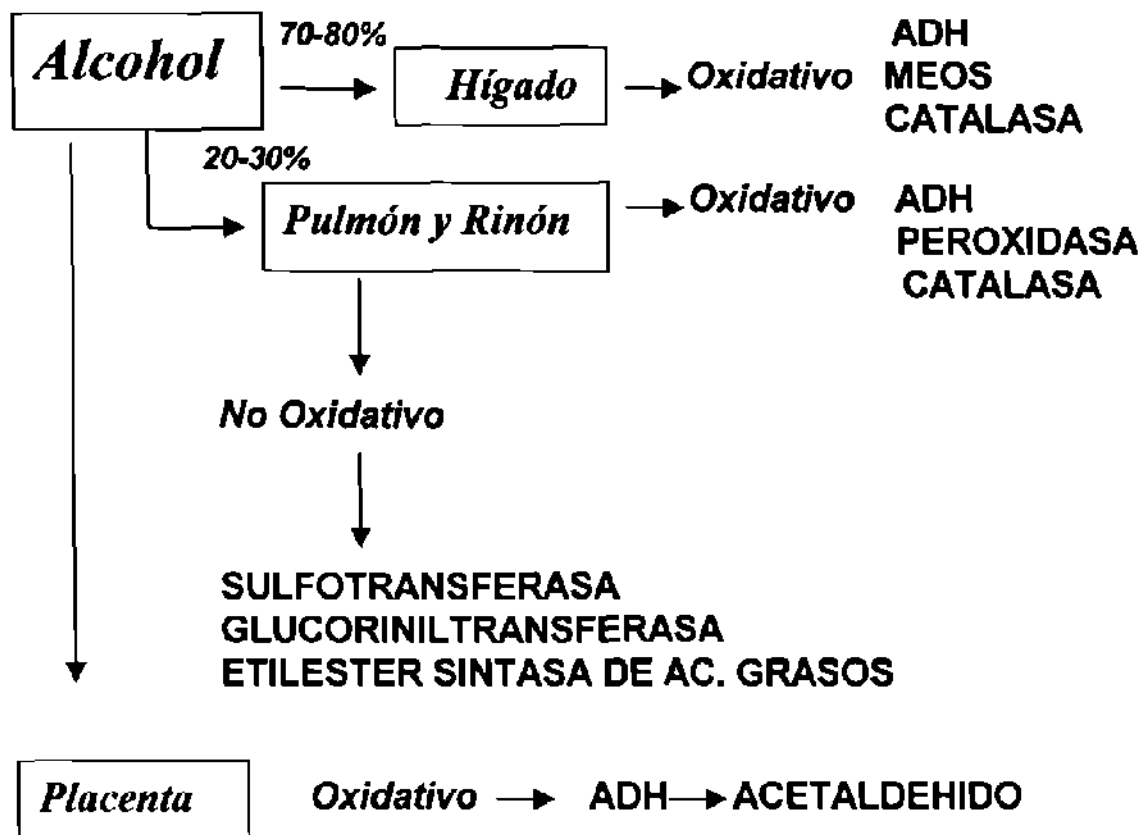 Alcohol
70-80%
Hígado
Oxidativo
ADH
MEOS
CATALASA
20-30%
Pulmón y Rinón
Oxidativo
ADH
PEROXIDASA
CATALASA
No Oxidativo
SULFOTRANSFERASA
GLUCORINILTRANSFERASA
ETILESTER SINTASA DE AC. GRASOS
Placenta
Oxidativo
ADH
ACETALDEHIDO